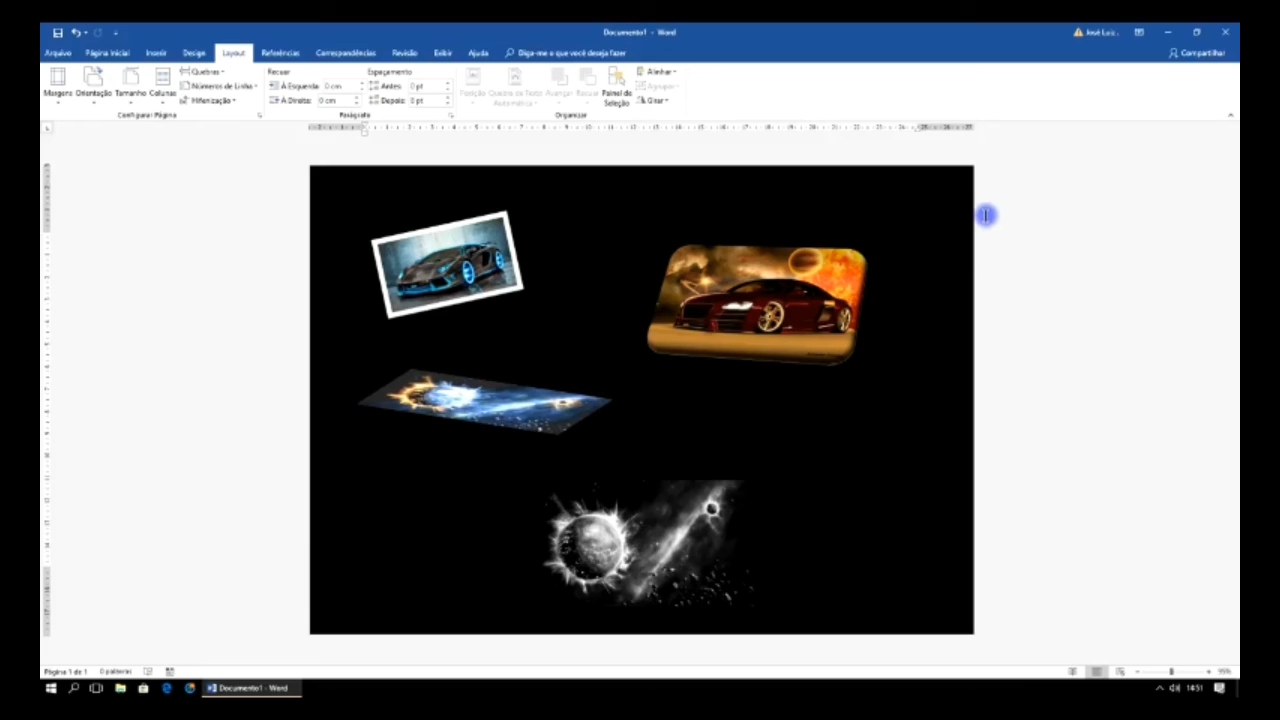 Documento1 - Word
José Luiz .
Arquivo Página Inicial Inserir Design Layout Referências Correspondências Revisão Exibir Ajuda Diga-me o que você deseja fazer Compartilhar
Margens Orientação Tamanho Colunas
Quebras
Números de Linha
Hifenização
Configurar Página
Recuar
À Esquerda: 0 cm
À Direita: 0 cm
Espaçamento
Antes: 0 pt
Depois: 0 pt
Parágrafo
Posição Quebra de Texto Automática Avançar Recuar Painel de Seleção
Alinhar
Agrupar
Girar
Organizar
Página 1 de 1 0 palavras
95%
Documento1 - Word
14:51